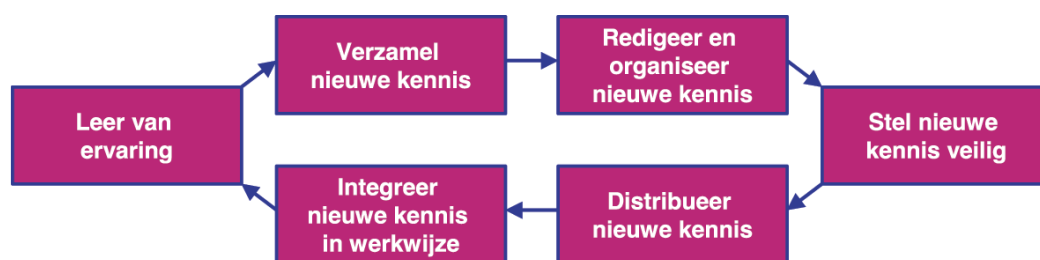 Verzamel
nieuwe kennis
Redigeer en
organiseer
nieuwe kennis
Leer van
ervaring
Stel nieuwe
kennis veilig
Integreer
nieuwe kennis
in werkwijze
Distribueer
nieuwe kennis